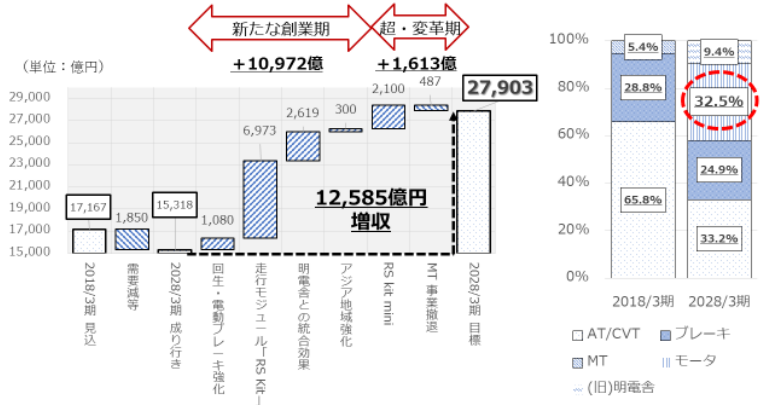 新たな創業期
超・変革期
+10,972億
+1,613億
(単位:億円)
29,000
27,000
25,000
23,000
21,000
19,000
17,000
15,000
17,167
1,850
15,318
1,080
6,973
2,619
300
2,100
487
27,903
12,585億円
増収
2018/3期 見込
需要減等
2028/3期 成り行き
回生・電動ブレーキ強化
走行モジュール「RS Kit–
明電舎との統合効果
アジア地域強化
RS kit mini
MT 事業撤退
2028/3期 目標
100%
80%
60%
40%
20%
0%
5.4%
28.8%
65.8%
9.4%
32.5%
24.9%
33.2%
2018/3期
2028/3期
AT/CVT
ブレーキ
MT
モータ
(旧)明電舎